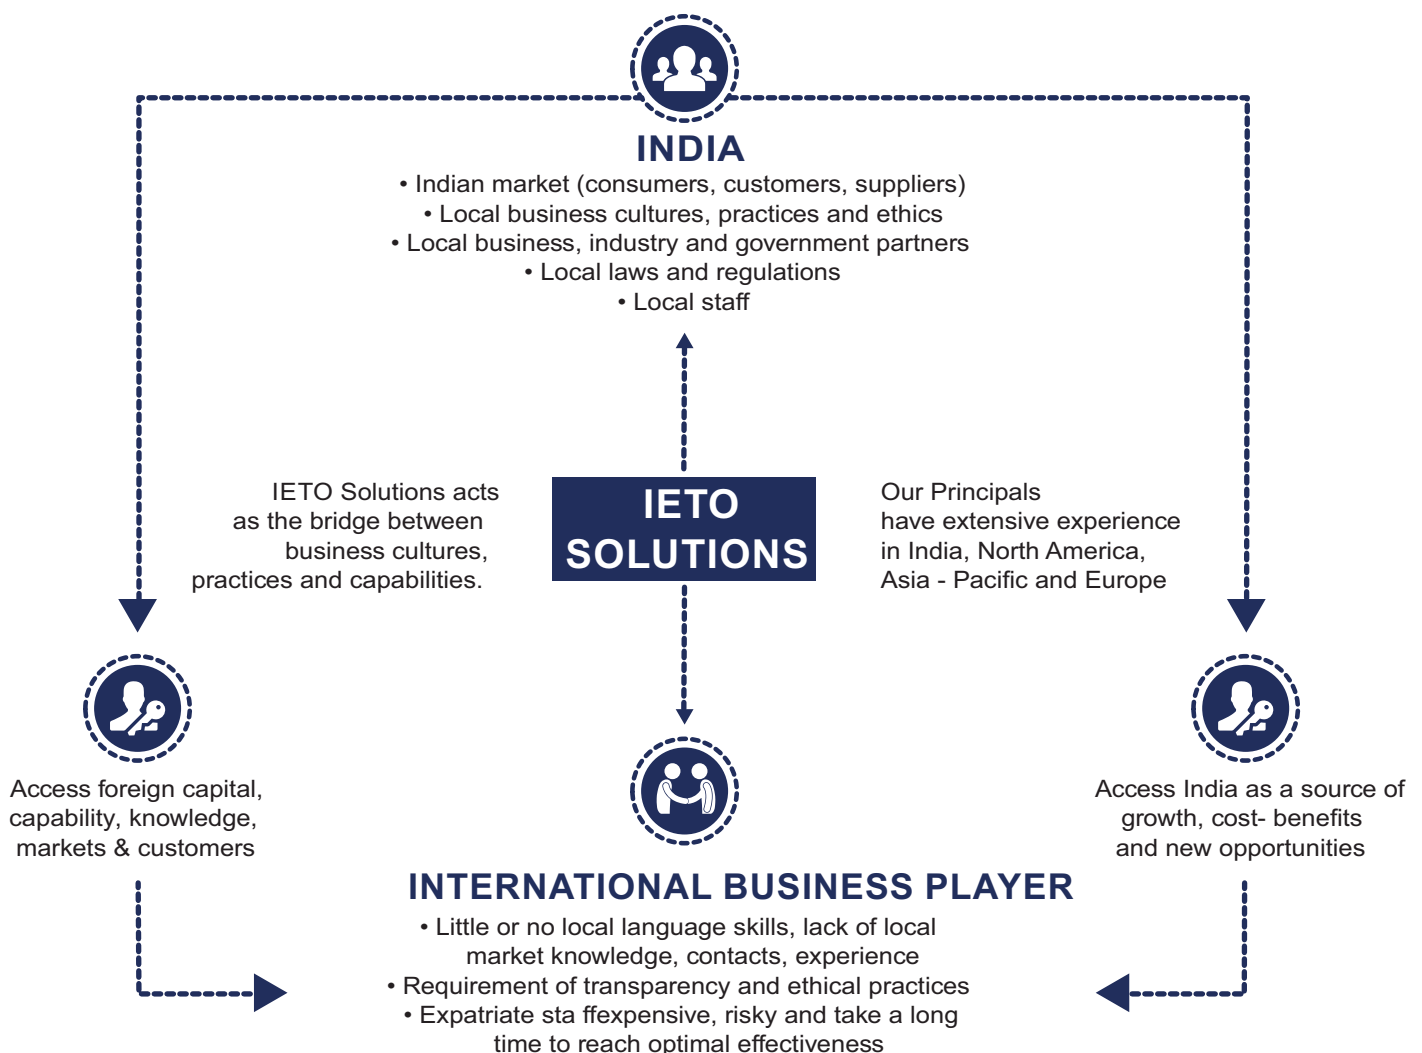 INDIA
• Indian market (consumers, customers, suppliers)
• Local business cultures, practices and ethics
• Local business, industry and government partners
• Local laws and regulations
• Local staff
IETO Solutions acts
as the bridge between
business cultures,
practices and capabilities.
IETO
SOLUTIONS
Our Principals
have extensive experience
in India, North America,
Asia - Pacific and Europe
Access foreign capital,
capability, knowledge,
markets & customers
Access India as a source of
growth, cost- benefits
and new opportunities
INTERNATIONAL BUSINESS PLAYER
• Little or no local language skills, lack of local
market knowledge, contacts, experience
• Requirement of transparency and ethical practices
• Expatriate sta ffexpensive, risky and take a long
time to reach optimal effectiveness